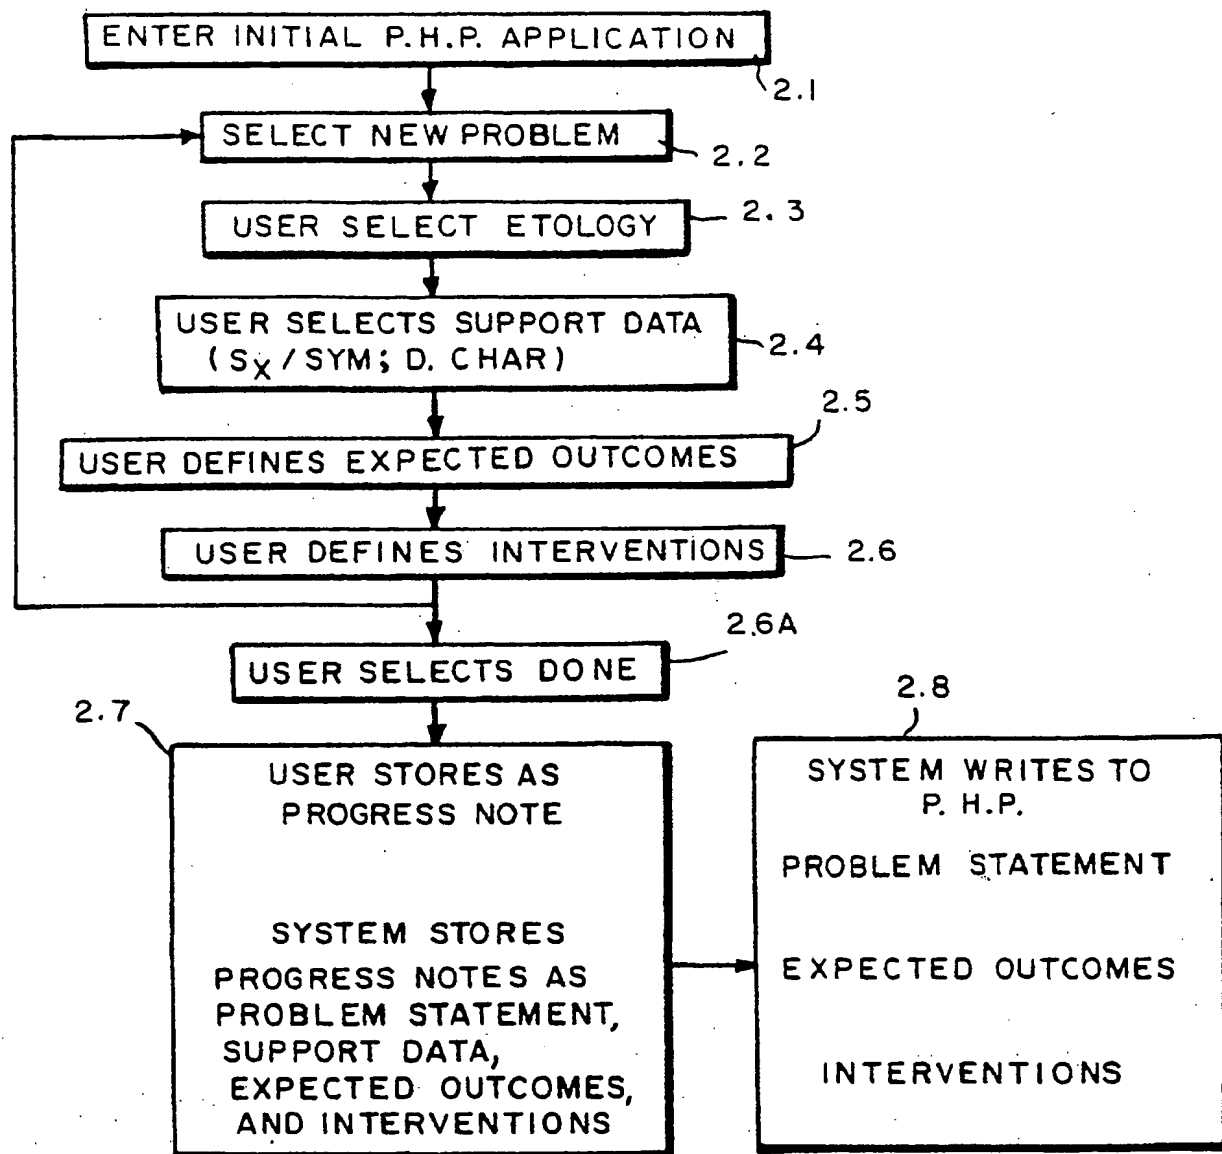 ENTER INITIAL P.H.P. APPLICATION
2.1
SELECT NEW PROBLEM
2.2
USER SELECT ETOLOGY
2.3
USER SELECTS SUPPORT DATA
(SX/SYM; D. CHAR)
2.4
2.5
USER DEFINES EXPECTED OUTCOMES
USER DEFINES INTERVENTIONS
2.6
2.6A
USER SELECTS DONE
2.7
USER STORES AS
PROGRESS NOTE
SYSTEM STORES
PROGRESS NOTES AS
PROBLEM STATEMENT,
SUPPORT DATA,
EXPECTED OUTCOMES,
AND INTERVENTIONS
2.8
SYSTEM WRITES TO
P. H.P.
PROBLEM STATEMENT
EXPECTED OUTCOMES
INTERVENTIONS